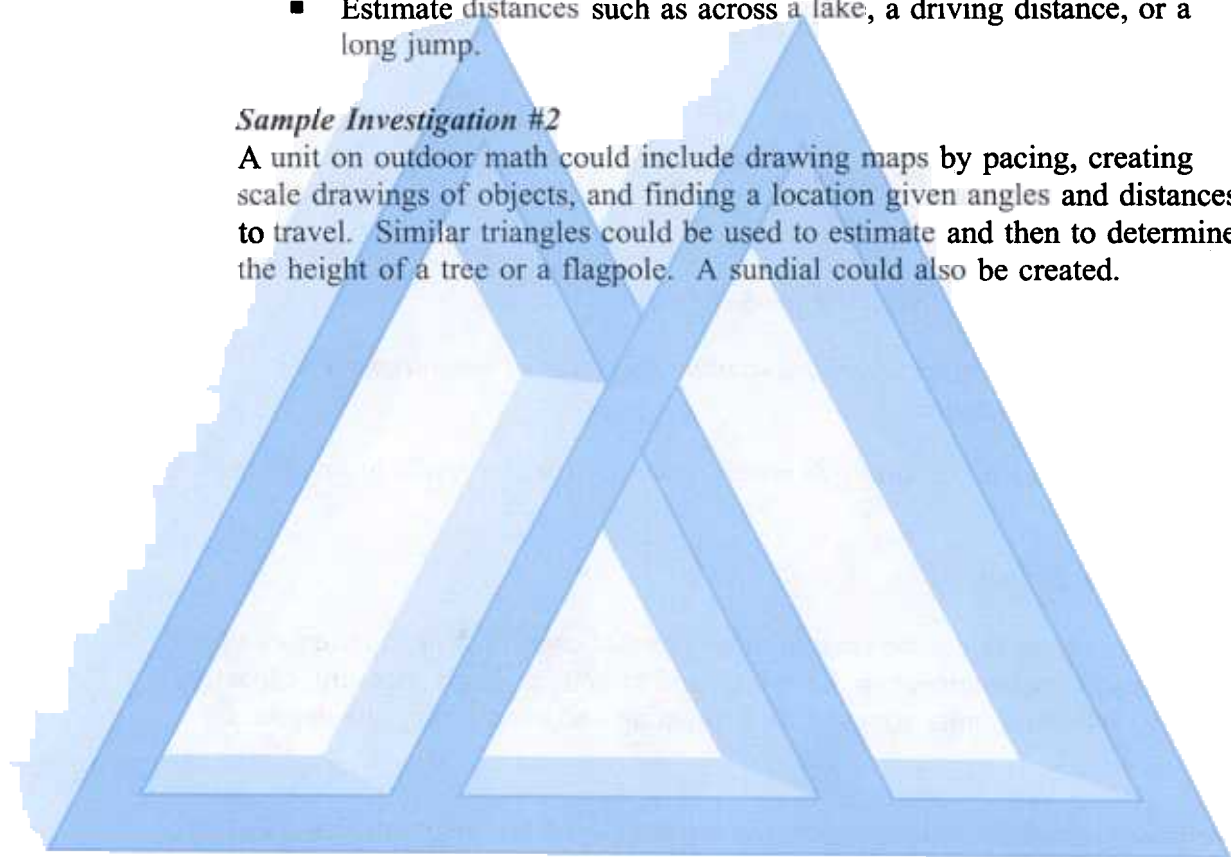 ▪ Estimate distances such as across a lake, a driving distance, or a
long jump.
Sample Investigation #2
A unit on outdoor math could include drawing maps by pacing, creating
scale drawings of objects, and finding a location given angles and distances
to travel. Similar triangles could be used to estimate and then to determine
the height of a tree or a flagpole. A sundial could also be created.